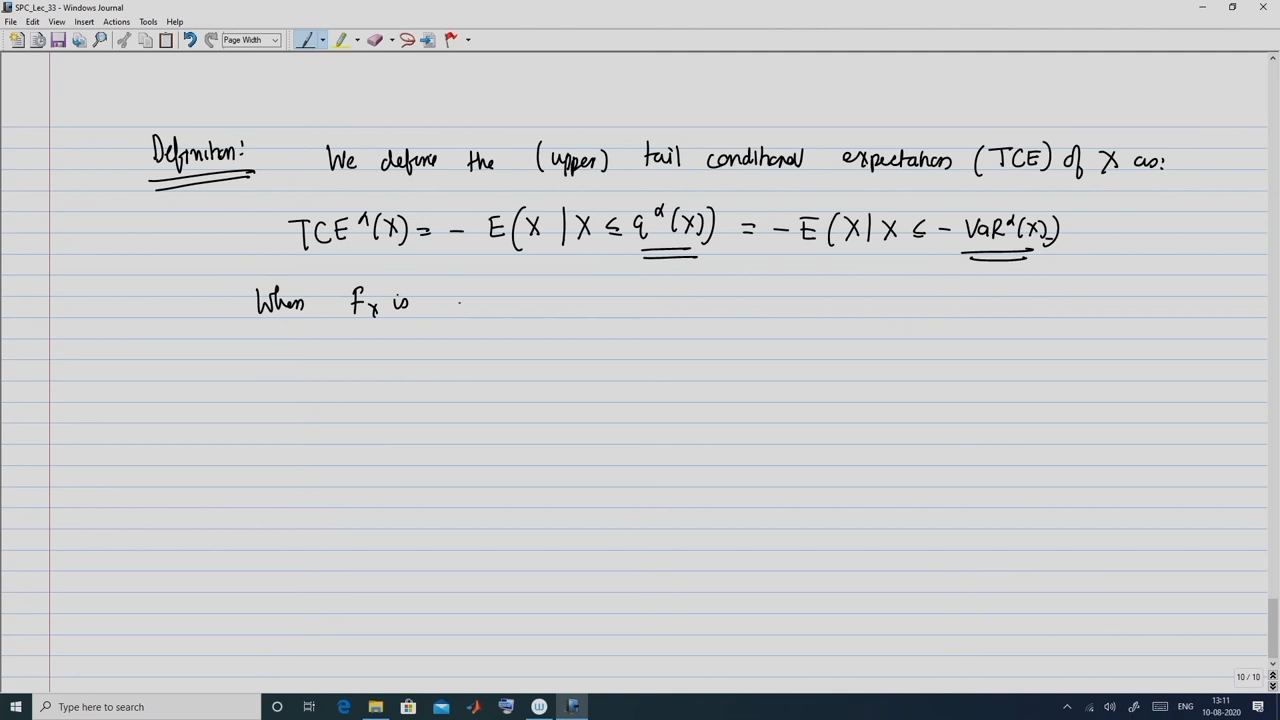 SPC_Lec_33 - Windows Journal
File Edit View Insert Actions Tools Help
Page Width
Definition: We define the (upper) tail conditional expectation (TCE) of X as:
TCE^α(X) = - E(X | X ≤ q^α(X)) = - E(X | X ≤ - VaR^α(X))
When F_X is
10 / 10
Type here to search
ENG
13:11
10-08-2020